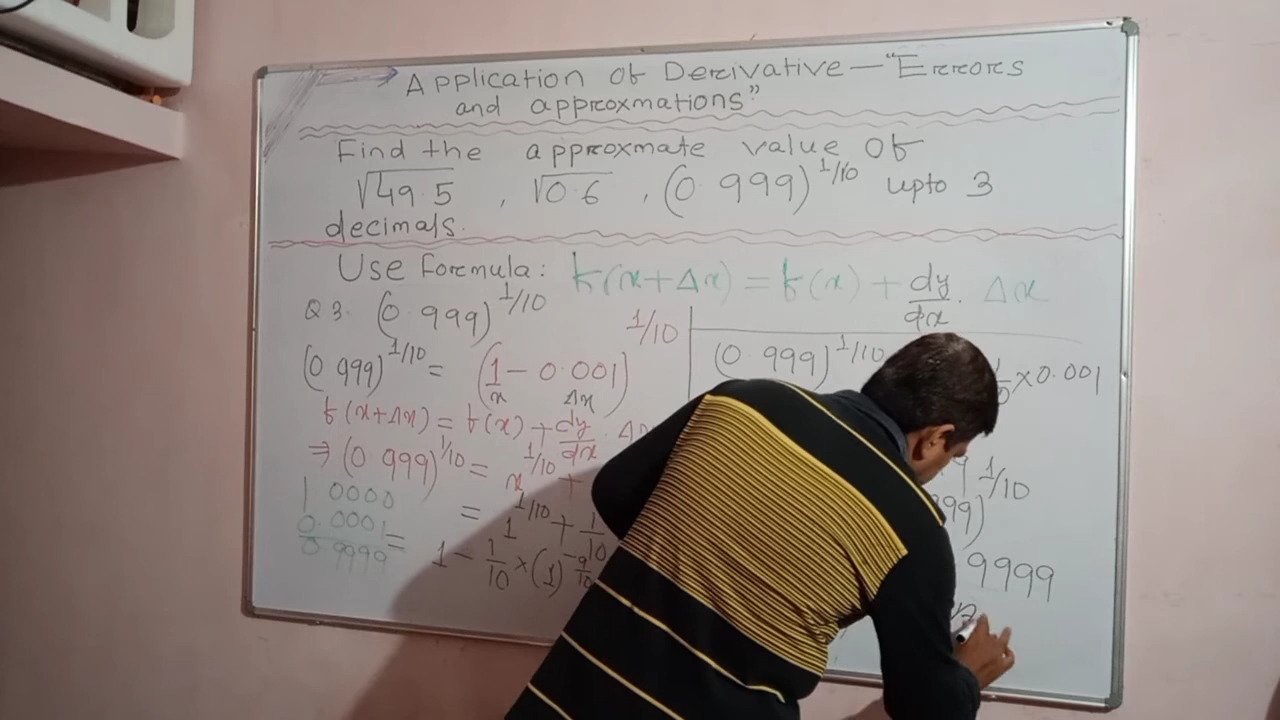 Application of Derivative – "Errors
and approxmations"
Find the approxmate value of
√49.5 , √0.6 , (0.999)^1/10 upto 3
decimals.
Use Formula: f(x+Δx) = f(x) + dy/dx . Δx
Q3. (0.999)^1/10
(0.999)^1/10 = (1 - 0.001)^1/10
x Δx
f(x+Δx) = f(x) + dy/dx .
⇒ (0.999)^1/10 = x^1/10 +
= 1^1/10 + 1/10
= 1 - 1/10 × (1)^-9/10
1.0000
0.0001
0.9999
(0.999)^1/10
×0.001
1/10
999)
9999